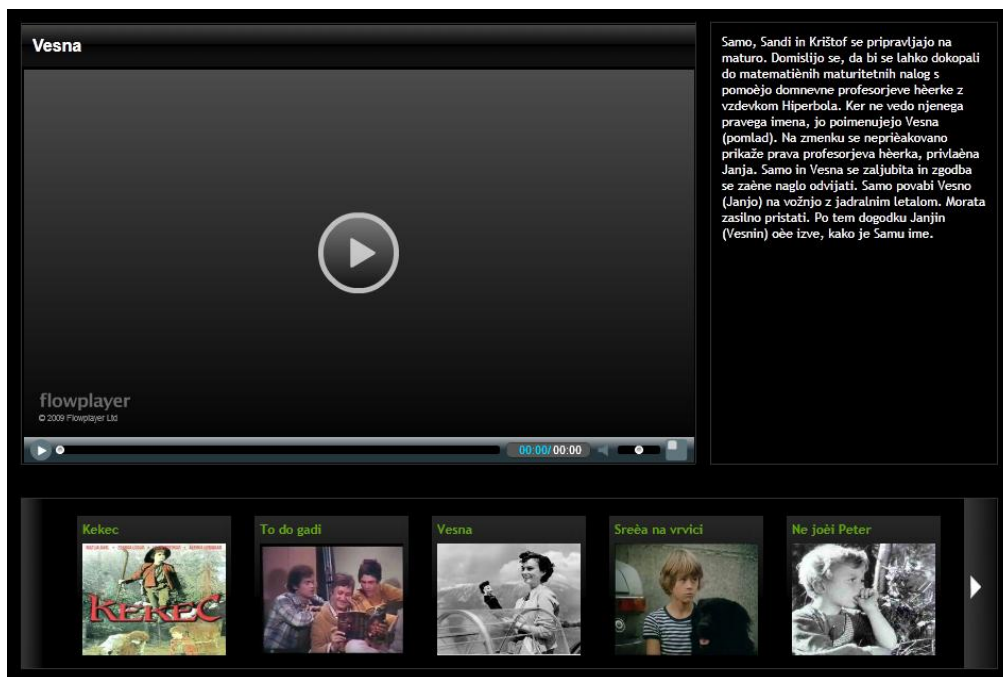 Vesna
Samo, Sandi in Krištof se pripravljajo na
maturo. Domislijo se, da bi se lahko dokopali
do matematiènih maturitetnih nalog s
pomoèjo domnevne profesorjeve hèerke z
vzdevkom Hiperbola. Ker ne vedo njenega
pravega imena, jo poimenujejo Vesna
(pomlad). Na zmenku se neprièakovano
prikaže prava profesorjeva hèerka, privlaèna
Janja. Samo in Vesna se zaljubita in zgodba
se zaène naglo odvijati. Samo povabi Vesno
(Janjo) na vožnjo z jadralnim letalom. Morata
zasilno pristati. Po tem dogodku Janjin
(Vesnin) oèe izve, kako je Samu ime.
flowplayer
© 2009 Flowplayer Ltd
00:00/00:00
Kekec
To do gadi
Vesna
Sreèa na vrvici
Ne joèi Peter
KEKEC